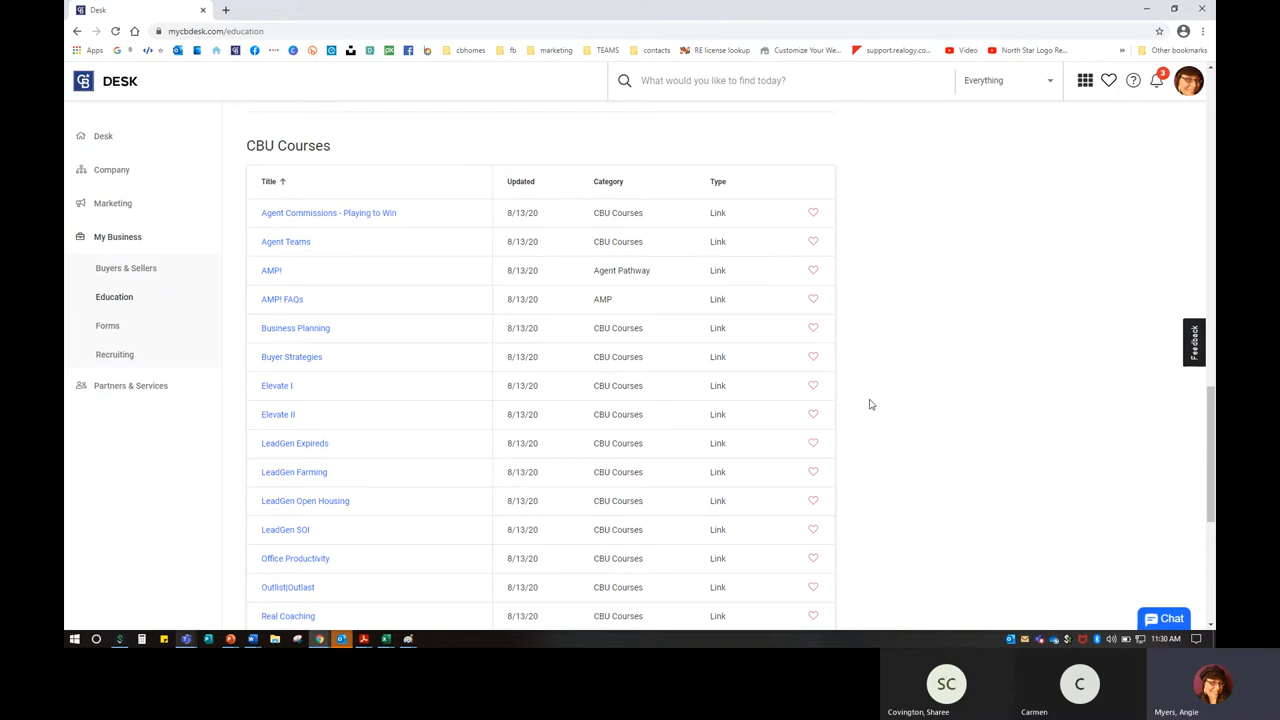 Desk
mycbdesk.com/education
Apps
cbhomes
fb
marketing
TEAMS
contacts
RE license lookup
Customize Your We...
support.realogy.co...
Video
North Star Logo Re...
»
Other bookmarks
CB
DESK
What would you like to find today?
Everything
3
Desk
Company
Marketing
My Business
Buyers & Sellers
Education
Forms
Recruiting
Partners & Services
CBU Courses
Title Updated Category Type
Agent Commissions - Playing to Win 8/13/20 CBU Courses Link
Agent Teams 8/13/20 CBU Courses Link
AMP! 8/13/20 Agent Pathway Link
AMP! FAQs 8/13/20 AMP Link
Business Planning 8/13/20 CBU Courses Link
Buyer Strategies 8/13/20 CBU Courses Link
Elevate I 8/13/20 CBU Courses Link
Elevate II 8/13/20 CBU Courses Link
LeadGen Expireds 8/13/20 CBU Courses Link
LeadGen Farming 8/13/20 CBU Courses Link
LeadGen Open Housing 8/13/20 CBU Courses Link
LeadGen SOI 8/13/20 CBU Courses Link
Office Productivity 8/13/20 CBU Courses Link
Outlist|Outlast 8/13/20 CBU Courses Link
Real Coaching 8/13/20 CBU Courses Link
Feedback
Chat
11:30 AM
SC
Covington, Sharee
C
Carmen
Myers, Angie